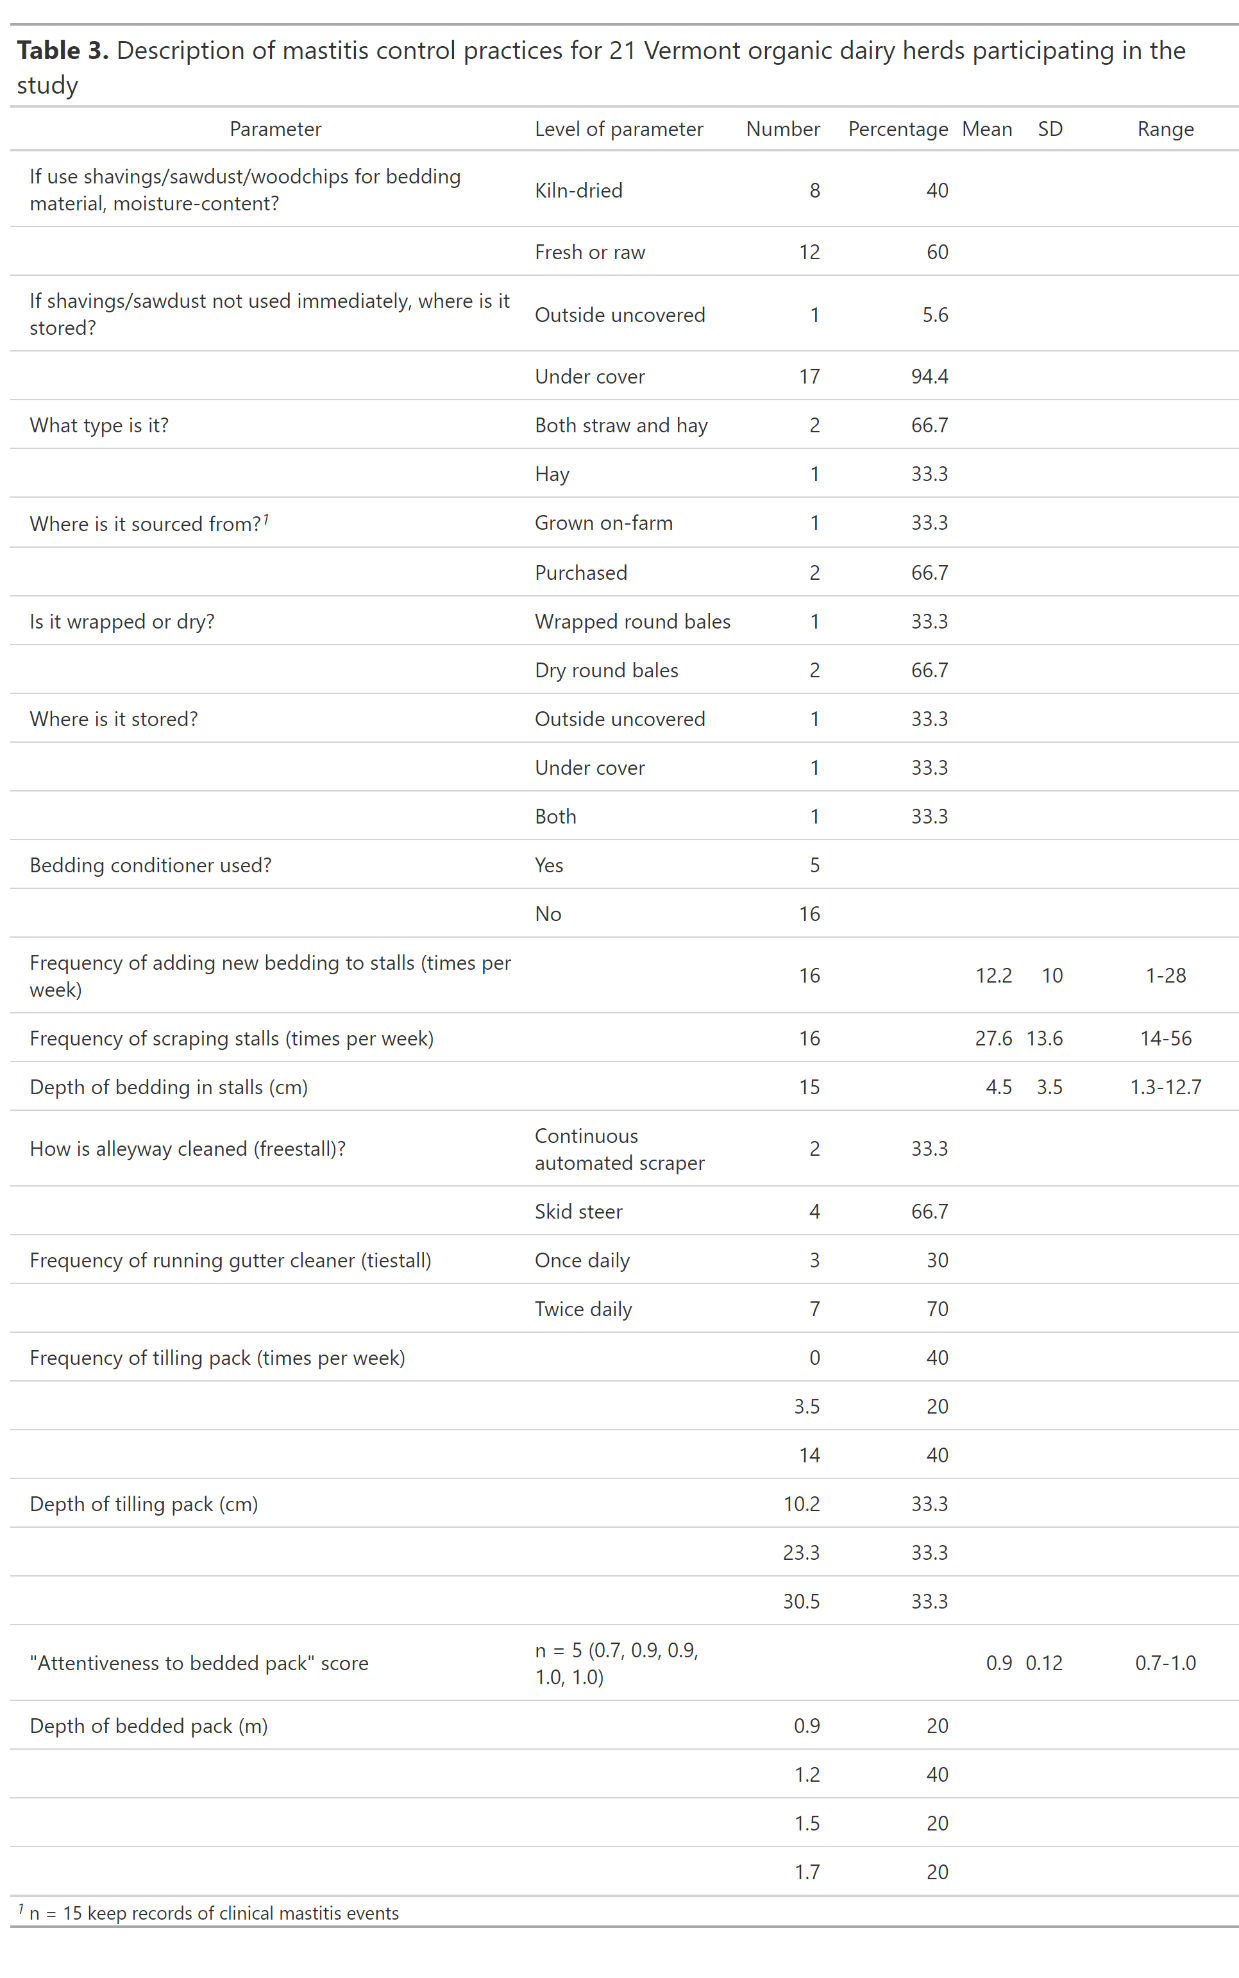 Table 3. Description of mastitis control practices for 21 Vermont organic dairy herds participating in the
study
Parameter Level of parameter Number Percentage Mean SD Range
If use shavings/sawdust/woodchips for bedding
material, moisture-content? Kiln-dried 8 40
Fresh or raw 12 60
If shavings/sawdust not used immediately, where is it
stored? Outside uncovered 1 5.6
Under cover 17 94.4
What type is it? Both straw and hay 2 66.7
Hay 1 33.3
Where is it sourced from?1 Grown on-farm 1 33.3
Purchased 2 66.7
Is it wrapped or dry? Wrapped round bales 1 33.3
Dry round bales 2 66.7
Where is it stored? Outside uncovered 1 33.3
Under cover 1 33.3
Both 1 33.3
Bedding conditioner used? Yes 5
No 16
Frequency of adding new bedding to stalls (times per
week) 16 12.2 10 1-28
Frequency of scraping stalls (times per week) 16 27.6 13.6 14-56
Depth of bedding in stalls (cm) 15 4.5 3.5 1.3-12.7
How is alleyway cleaned (freestall)? Continuous
automated scraper 2 33.3
Skid steer 4 66.7
Frequency of running gutter cleaner (tiestall) Once daily 3 30
Twice daily 7 70
Frequency of tilling pack (times per week) 0 40
3.5 20
14 40
Depth of tilling pack (cm) 10.2 33.3
23.3 33.3
30.5 33.3
"Attentiveness to bedded pack" score n = 5 (0.7, 0.9, 0.9,
1.0, 1.0) 0.9 0.12 0.7-1.0
Depth of bedded pack (m) 0.9 20
1.2 40
1.5 20
1.7 20
1 n = 15 keep records of clinical mastitis events